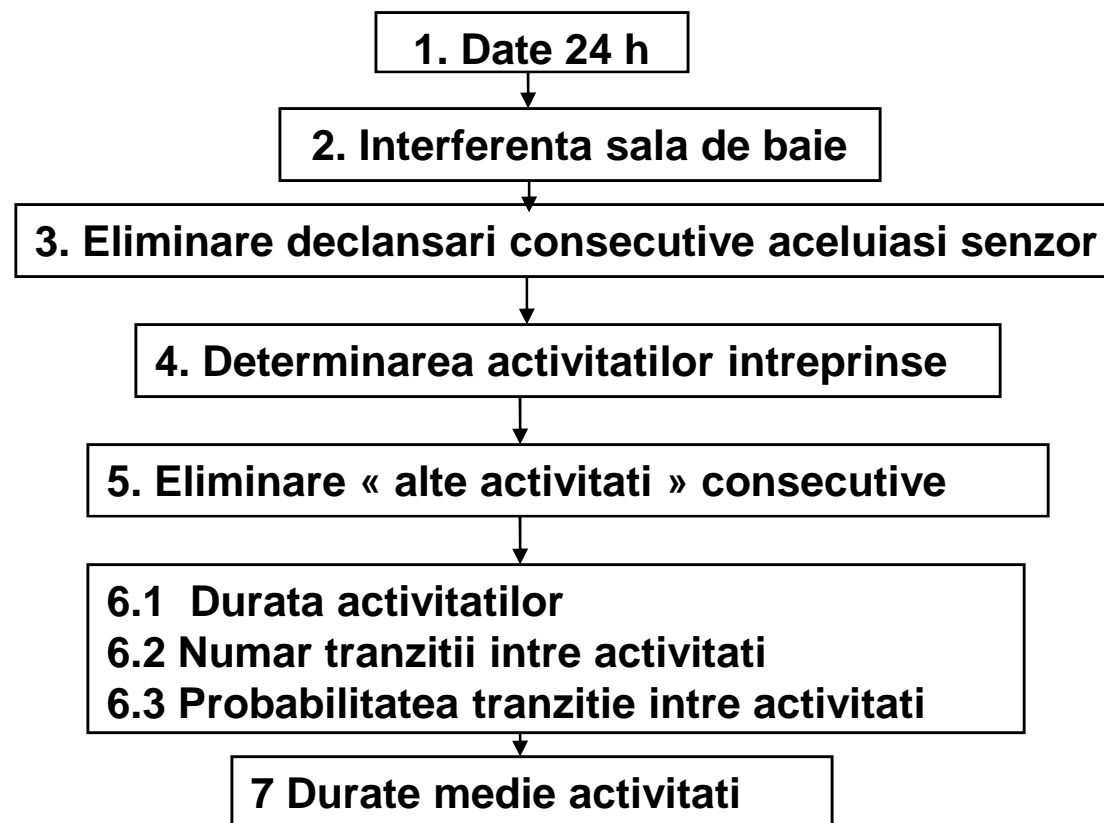 1. Date 24 h
2. Interferenta sala de baie
3. Eliminare declansari consecutive aceluiasi senzor
4. Determinarea activitatilor intreprinse
5. Eliminare « alte activitati » consecutive
6.1 Durata activitatilor
6.2 Numar tranzitii intre activitati
6.3 Probabilitatea tranzitie intre activitati
7 Durate medie activitati